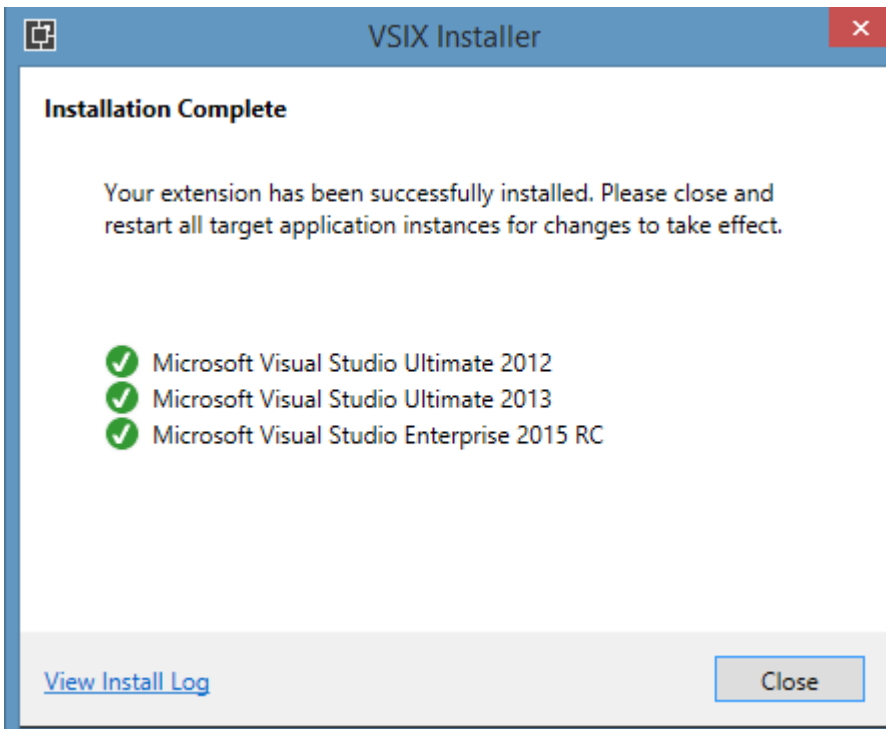 VSIX Installer
Installation Complete
Your extension has been successfully installed. Please close and
restart all target application instances for changes to take effect.
Microsoft Visual Studio Ultimate 2012
Microsoft Visual Studio Ultimate 2013
Microsoft Visual Studio Enterprise 2015 RC
View Install Log
Close